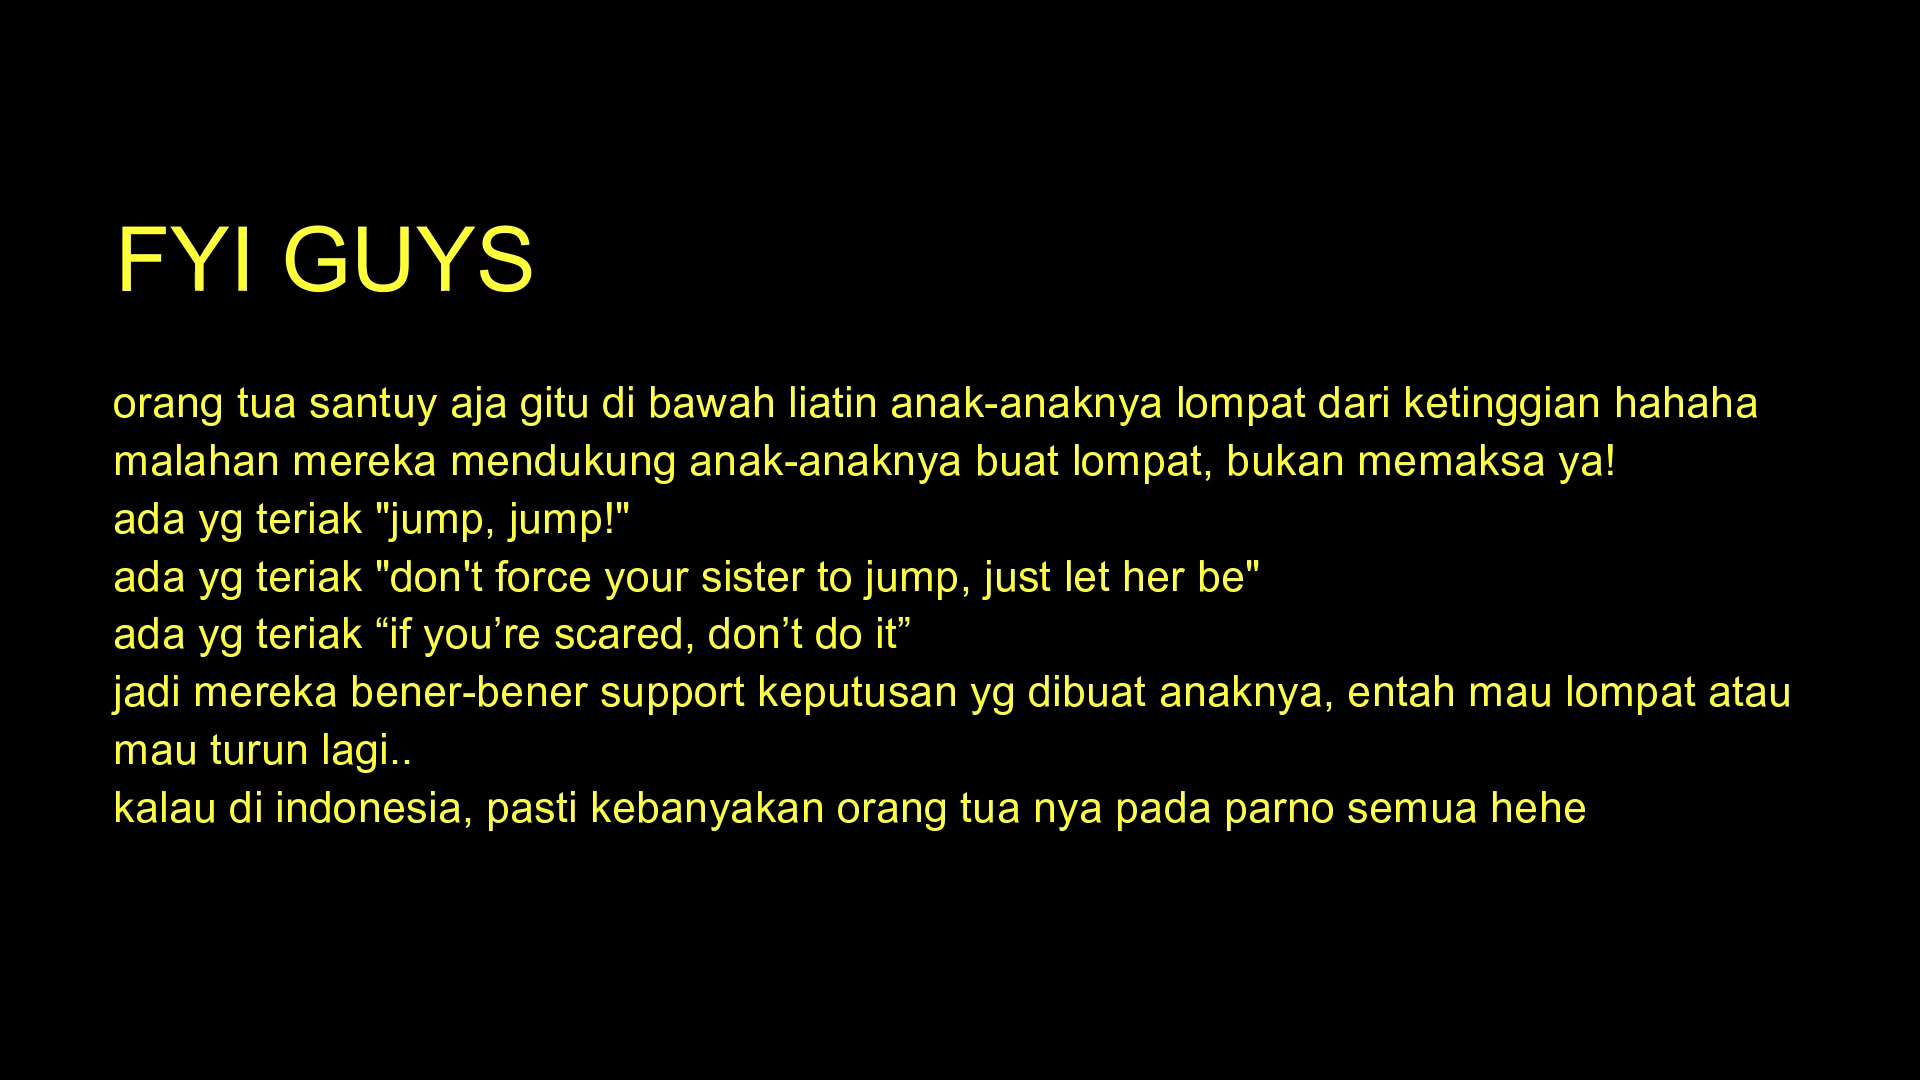 FYI GUYS
orang tua santuy aja gitu di bawah liatin anak-anaknya lompat dari ketinggian hahaha
malahan mereka mendukung anak-anaknya buat lompat, bukan memaksa ya!
ada yg teriak "jump, jump!"
ada yg teriak "don't force your sister to jump, just let her be"
ada yg teriak “if you’re scared, don’t do it”
jadi mereka bener-bener support keputusan yg dibuat anaknya, entah mau lompat atau
mau turun lagi..
kalau di indonesia, pasti kebanyakan orang tua nya pada parno semua hehe